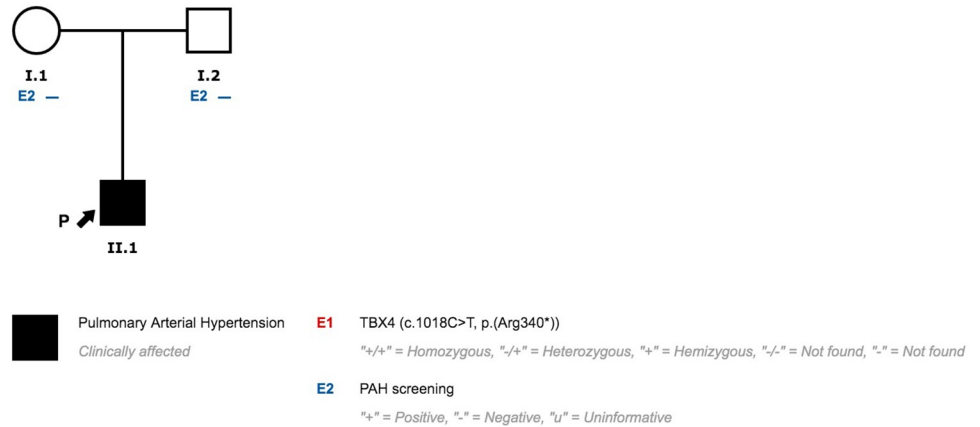 I.1 I.2
E2 — E2 —
P
II.1
Pulmonary Arterial Hypertension E1 TBX4 (c.1018C>T, p.(Arg340*))
Clinically affected "+/+" = Homozygous, "-/+" = Heterozygous, "+" = Hemizygous, "-/-" = Not found, "-" = Not found
E2 PAH screening
"+" = Positive, "-" = Negative, "u" = Uninformative